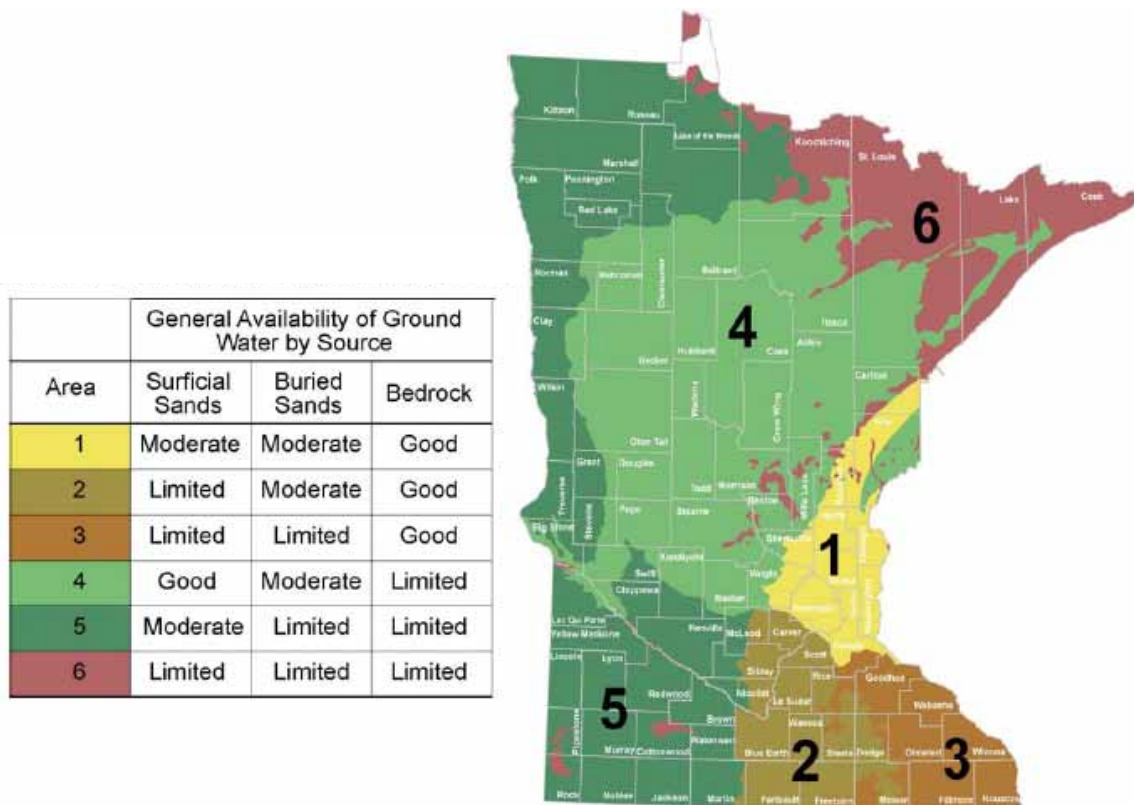 General Availability of Ground
Water by Source
Area
Surficial
Sands
Buried
Sands
Bedrock
1 Moderate Moderate Good
2 Limited Moderate Good
3 Limited Limited Good
4 Good Moderate Limited
5 Moderate Limited Limited
6 Limited Limited Limited
Kittson
Roseau
Lake of the Woods
Koochiching
St. Louis
Marshall
Lake
Cook
Polk
Pennington
Red Lake
6
Beltrami
Norman
Mahnomen
Clearwater
Itasca
4
Clay
Becker
Hubbard
Cass
Aitkin
Carlton
Wilkin
Wadena
Crow Wing
Otter Tail
Pine
Grant
Douglas
Traverse
Todd
Morrison
Mille Lacs
Benton
Stevens
Pope
Stearns
Big Stone
Sherburne
1
Swift
Kandiyohi
Wright
Chippewa
Meeker
Lac Qui Parle
Renville
McLeod
Carver
Yellow Medicine
Scott
Lincoln
Lyon
Sibley
Rice
Goodhue
5
Redwood
Nicollet
Le Sueur
Wabasha
Pipestone
Brown
Waseca
Murray
Cottonwood
Watonwan
Blue Earth
2
Steele
Dodge
Olmsted
3
Winona
Rock
Nobles
Jackson
Martin
Faribault
Freeborn
Mower
Fillmore
Houston